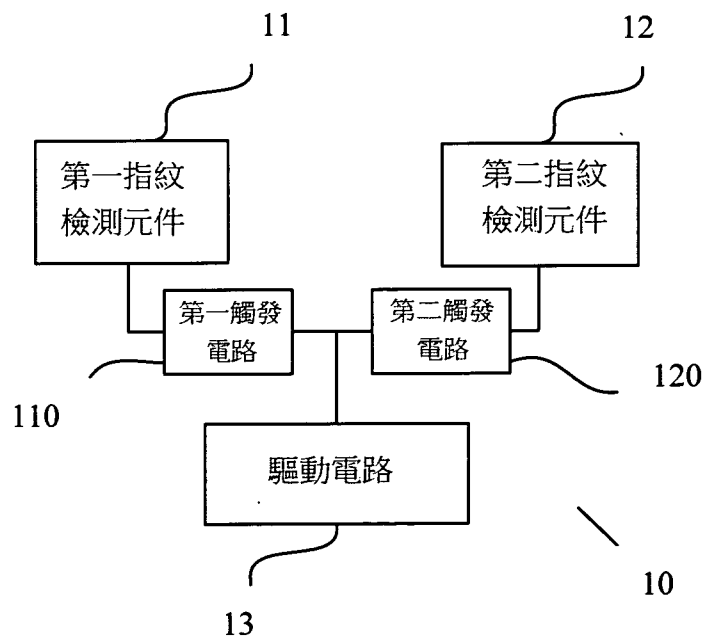 11
12
第一指紋
檢測元件
第二指紋
檢測元件
第一觸發
電路
第二觸發
電路
110
120
驅動電路
13
10